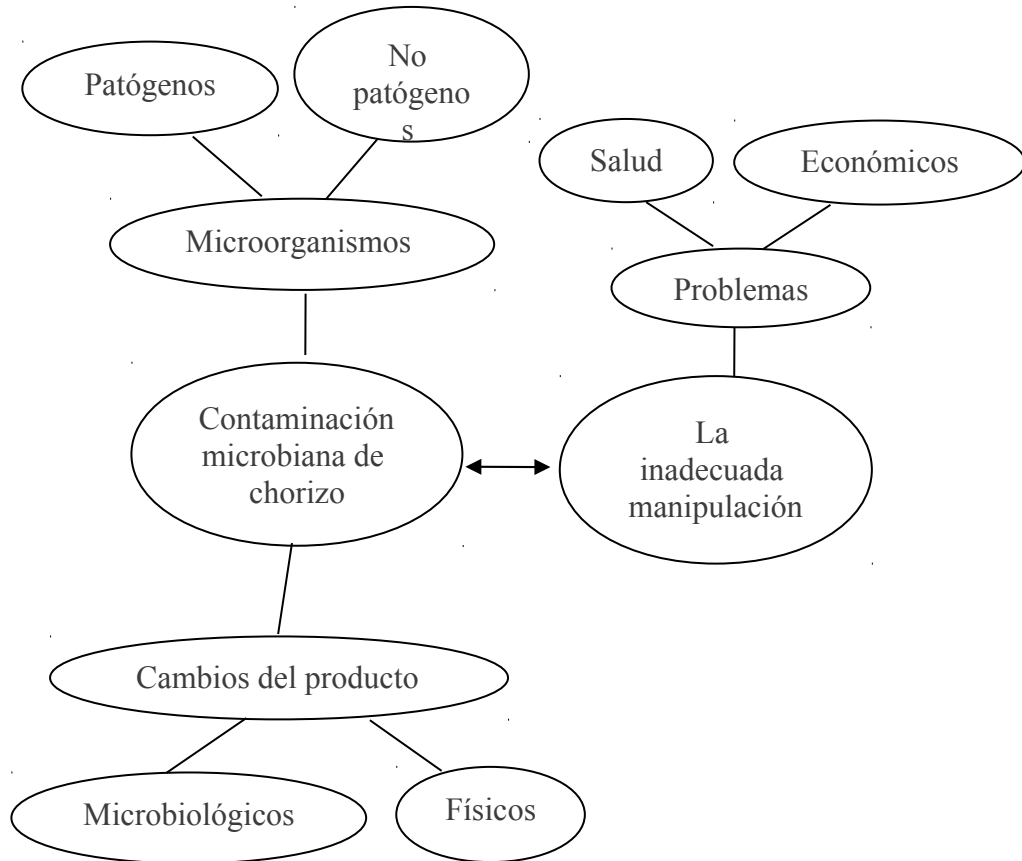 Patógenos
No
patógeno
s
Salud
Económicos
Microorganismos
Problemas
Contaminación
microbiana de
chorizo
La
inadecuada
manipulación
Cambios del producto
Microbiológicos
Físicos